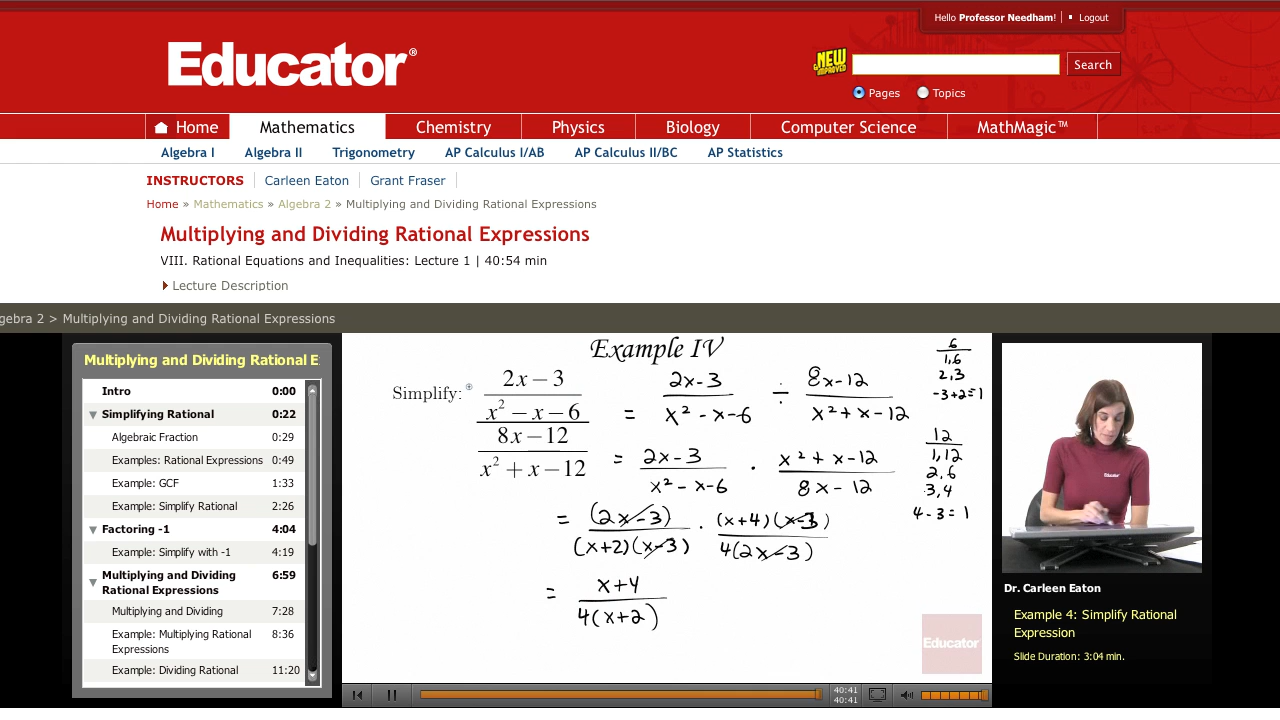 Hello Professor Needham! | ▪ Logout
Educator®
NEW & IMPROVED
Search
Pages Topics
Home Mathematics Chemistry Physics Biology Computer Science MathMagic™
Algebra I Algebra II Trigonometry AP Calculus I/AB AP Calculus II/BC AP Statistics
INSTRUCTORS Carleen Eaton Grant Fraser
Home » Mathematics » Algebra 2 » Multiplying and Dividing Rational Expressions
Multiplying and Dividing Rational Expressions
VIII. Rational Equations and Inequalities: Lecture 1 | 40:54 min
Lecture Description
gebra 2 > Multiplying and Dividing Rational Expressions
Multiplying and Dividing Rational E
Intro 0:00
Simplifying Rational 0:22
Algebraic Fraction 0:29
Examples: Rational Expressions 0:49
Example: GCF 1:33
Example: Simplify Rational 2:26
Factoring -1 4:04
Example: Simplify with -1 4:19
Multiplying and Dividing 6:59
Rational Expressions
Multiplying and Dividing 7:28
Example: Multiplying Rational 8:36
Expressions
Example: Dividing Rational 11:20
Example IV
Simplify:
2x − 3
x² − x − 6
8x − 12
x² + x − 12
= 2x-3 ÷ 8x-12
x² - x-6 x² + x - 12
= 2x-3 · x² + x-12
x² - x-6 8x - 12
= (2x-3) · (x+4)(x-3)
(x+2)(x-3) 4(2x-3)
= x+4
4(x+2)
6
1,6
2,3
-3+2=1
12
1,12
2,6
3,4
4-3=1
Educator
40:41
40:41
Educator
Dr. Carleen Eaton
Example 4: Simplify Rational
Expression
Slide Duration: 3:04 min.